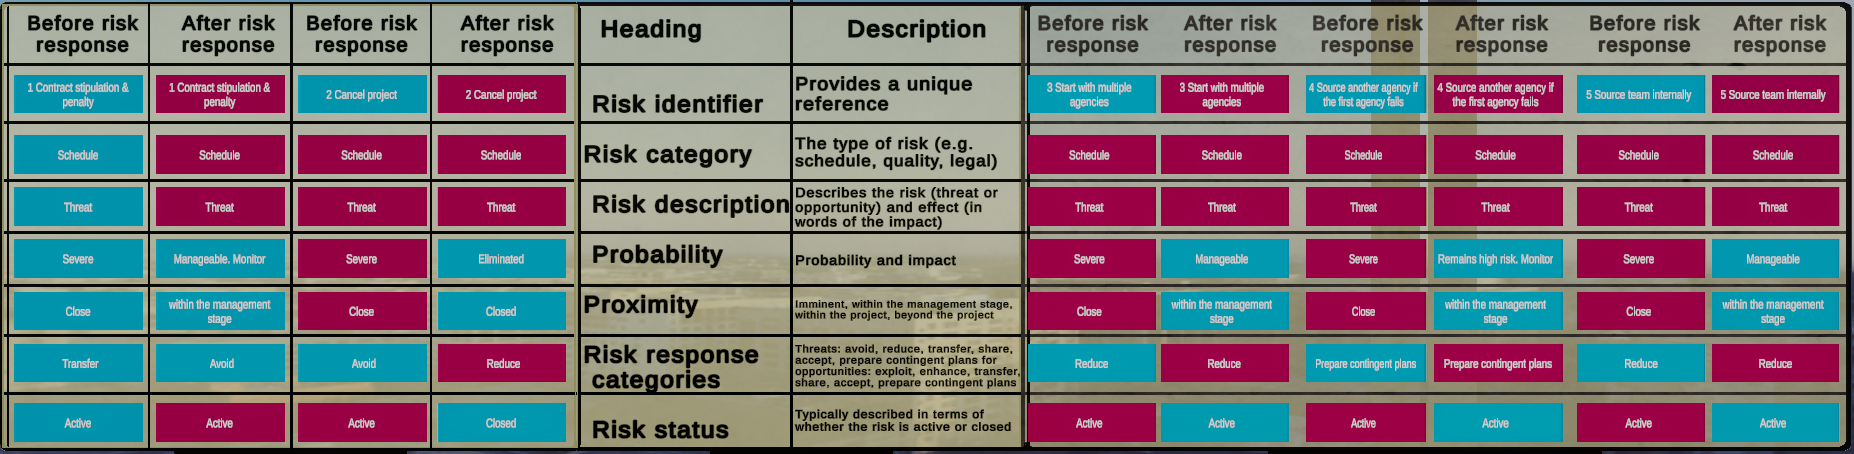 Before risk response After risk response Before risk response After risk response Heading Description Before risk response After risk response Before risk response After risk response Before risk response After risk response
1 Contract stipulation & penalty 1 Contract stipulation & penalty 2 Cancel project 2 Cancel project Risk identifier Provides a unique reference 3 Start with multiple agencies 3 Start with multiple agencies 4 Source another agency if the first agency fails 4 Source another agency if the first agency fails 5 Source team internally 5 Source team internally
Schedule Schedule Schedule Schedule Risk category The type of risk (e.g. schedule, quality, legal) Schedule Schedule Schedule Schedule Schedule Schedule
Threat Threat Threat Threat Risk description Describes the risk (threat or opportunity) and effect (in words of the impact) Threat Threat Threat Threat Threat Threat
Severe Manageable. Monitor Severe Eliminated Probability Probability and impact Severe Manageable Severe Remains high risk. Monitor Severe Manageable
Close within the management stage Close Closed Proximity Imminent, within the management stage, within the project, beyond the project Close within the management stage Close within the management stage Close within the management stage
Transfer Avoid Avoid Reduce Risk response categories Threats: avoid, reduce, transfer, share, accept, prepare contingent plans for opportunities: exploit, enhance, transfer, share, accept, prepare contingent plans Reduce Reduce Prepare contingent plans Prepare contingent plans Reduce Reduce
Active Active Active Closed Risk status Typically described in terms of whether the risk is active or closed Active Active Active Active Active Active